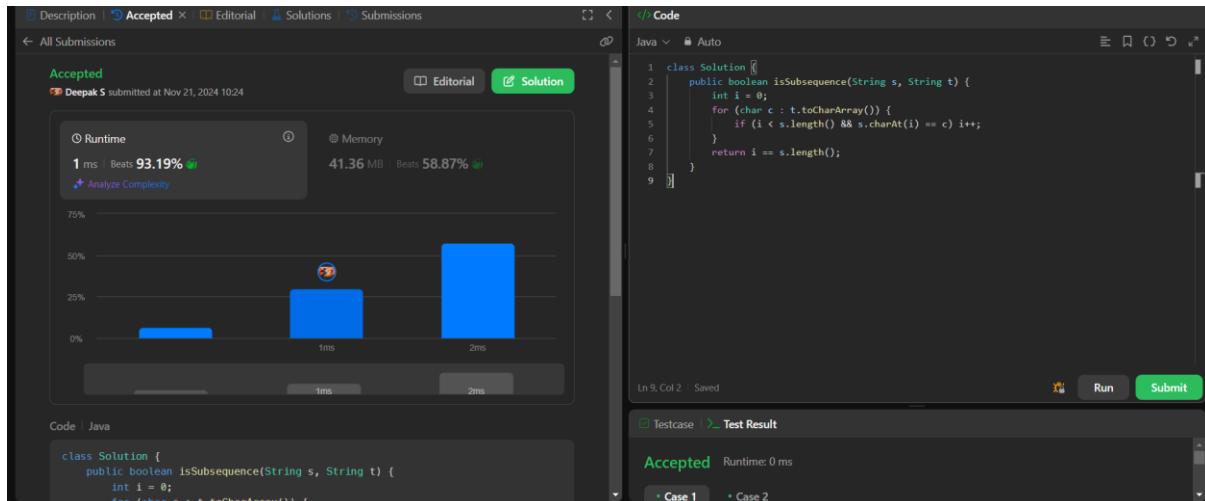 Description | Accepted × | Editorial | Solutions | Submissions
← All Submissions
Accepted
Deepak S submitted at Nov 21, 2024 10:24
Editorial
Solution
Runtime
1 ms | Beats 93.19%
Analyze Complexity
Memory
41.36 MB | Beats 58.87%
75%
50%
25%
0%
1ms
2ms
1ms
2ms
Code | Java
class Solution {
public boolean isSubsequence(String s, String t) {
int i = 0;
for (char c : t.toCharArray()) {
</> Code
Java
Auto
1 class Solution {
2 public boolean isSubsequence(String s, String t) {
3 int i = 0;
4 for (char c : t.toCharArray()) {
5 if (i < s.length() && s.charAt(i) == c) i++;
6 }
7 return i == s.length();
8 }
9 }
Ln 9, Col 2 | Saved
Run
Submit
Testcase | >_ Test Result
Accepted Runtime: 0 ms
• Case 1 • Case 2